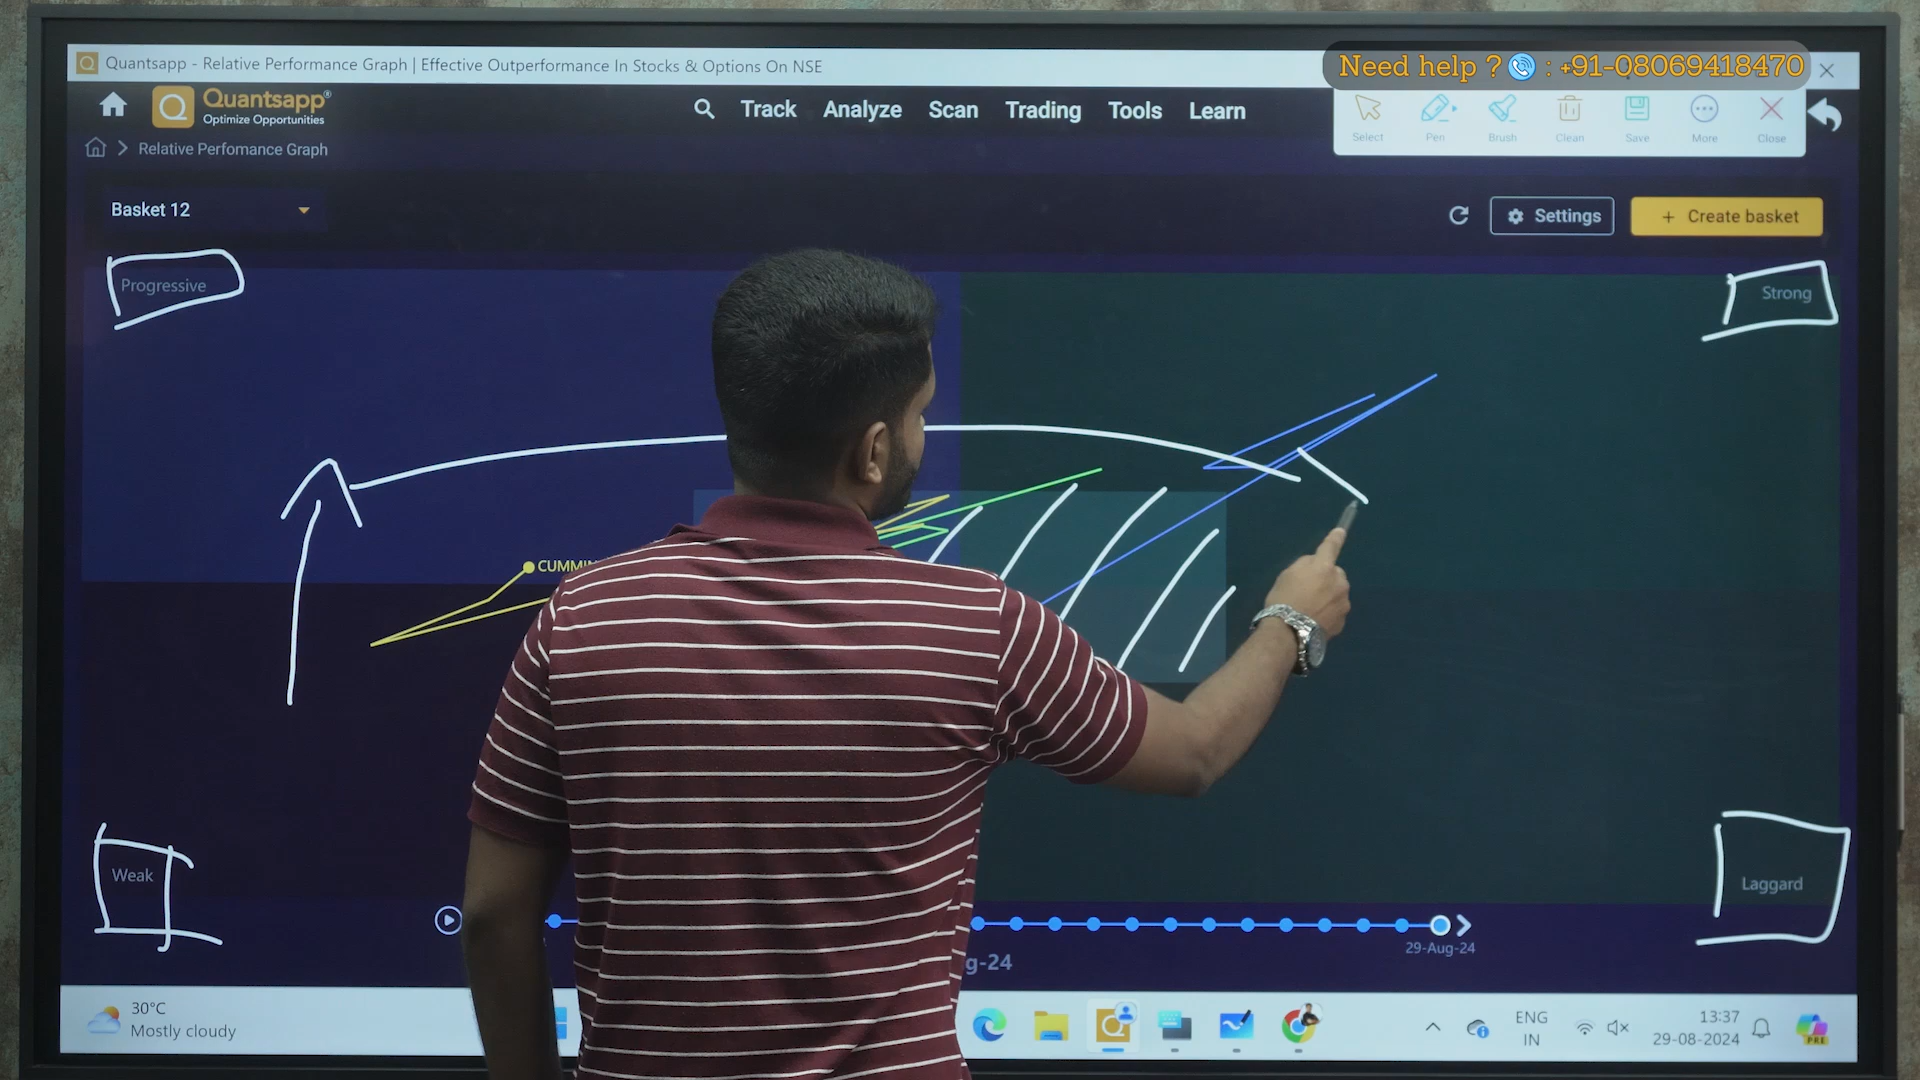 Quantsapp - Relative Performance Graph | Effective Outperformance In Stocks & Options On NSE
Need help ? : +91-08069418470
Quantsapp®
Optimize Opportunities
Track Analyze Scan Trading Tools Learn
Select Pen Brush Clean Save More Close
Relative Perfomance Graph
Basket 12
Settings
+ Create basket
Progressive
Strong
CUMMIN
Weak
Laggard
29-Aug-24
g-24
30°C
Mostly cloudy
ENG
IN
13:37
29-08-2024
PRE